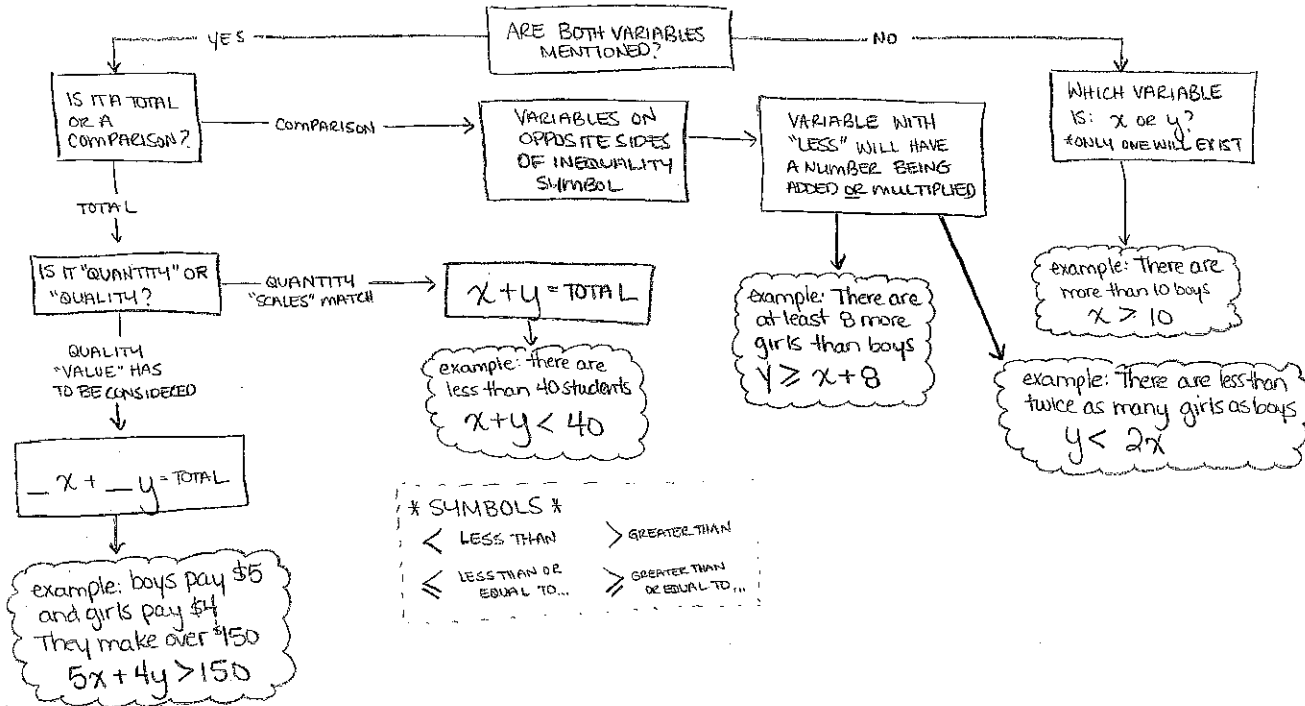 ARE BOTH VARIABLES
MENTIONED?
YES
NO
IS IT A TOTAL
OR A
COMPARISON?
COMPARISON
VARIABLES ON
OPPOSITE SIDES
OF INEQUALITY
SYMBOL
VARIABLE WITH
"LESS" WILL HAVE
A NUMBER BEING
ADDED OR MULTIPLIED
WHICH VARIABLE
IS: x OR y?
*ONLY ONE WILL EXIST
TOTAL
IS IT "QUANTITY" OR
"QUALITY?
QUANTITY
"SCALES" MATCH
x + y = TOTAL
example: there are
less than 40 students
x + y < 40
example: There are
at least 8 more
girls than boys
y ≥ x + 8
example: There are
more than 10 boys
x > 10
example: There are less than
twice as many girls as boys
y < 2x
QUALITY
"VALUE" HAS
TO BE CONSIDERED
_ x + _ y = TOTAL
example: boys pay $5
and girls pay $4
They make over $150
5x + 4y > 150
* SYMBOLS *
< LESS THAN
> GREATER THAN
≤ LESS THAN OR
EQUAL TO...
≥ GREATER THAN
OR EQUAL TO...